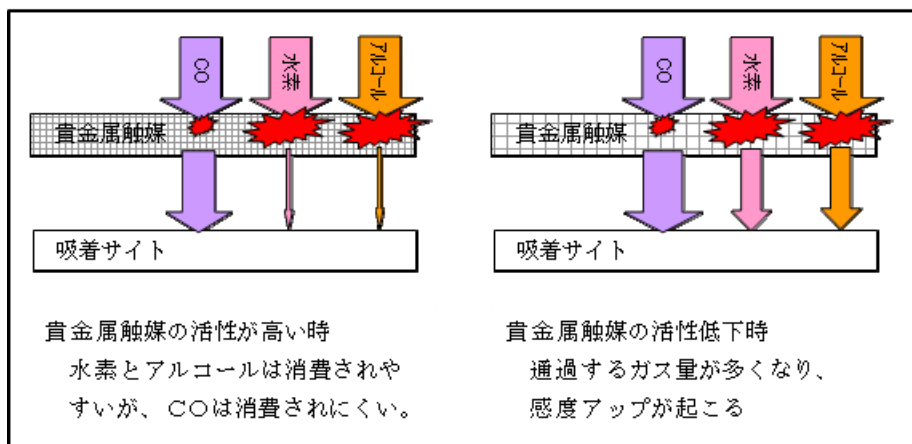 CO
水素
アルコール
貴金属触媒
吸着サイト
貴金属触媒の活性が高い時
水素とアルコールは消費されや
すいが、COは消費されにくい。
CO
水素
アルコール
貴金属触媒
吸着サイト
貴金属触媒の活性低下時
通過するガス量が多くなり、
感度アップが起こる